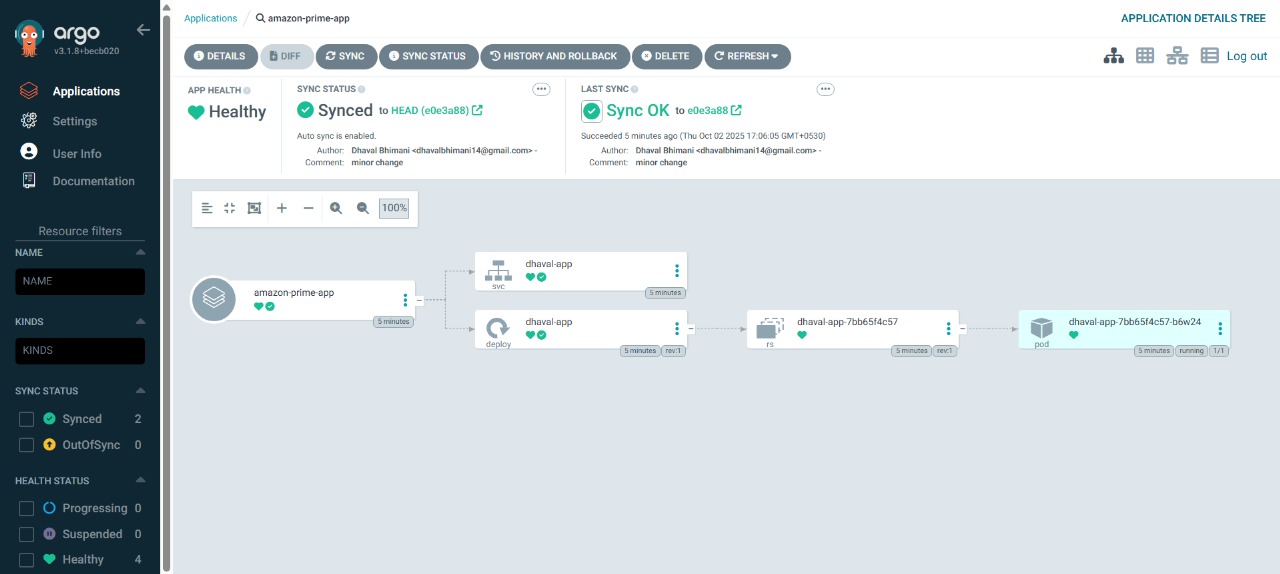 argo
v3.1.8+becb020
Applications
Settings
User Info
Documentation
Resource filters
NAME
NAME
KINDS
KINDS
SYNC STATUS
Synced 2
OutOfSync 0
HEALTH STATUS
Progressing 0
Suspended 0
Healthy 4
Applications / amazon-prime-app
APPLICATION DETAILS TREE
DETAILS DIFF SYNC SYNC STATUS HISTORY AND ROLLBACK DELETE REFRESH
Log out
APP HEALTH
Healthy
SYNC STATUS
Synced to HEAD (e0e3a88)
Auto sync is enabled.
Author: Dhaval Bhimani <dhavalbhimani14@gmail.com> -
Comment: minor change
LAST SYNC
Sync OK to e0e3a88
Succeeded 5 minutes ago (Thu Oct 02 2025 17:06:05 GMT+0530)
Author: Dhaval Bhimani <dhavalbhimani14@gmail.com> -
Comment: minor change
100%
amazon-prime-app
5 minutes
dhaval-app
svc
5 minutes
dhaval-app
deploy
5 minutes rev:1
dhaval-app-7bb65f4c57
rs
5 minutes rev:1
dhaval-app-7bb65f4c57-b6w24
pod
5 minutes running 1/1